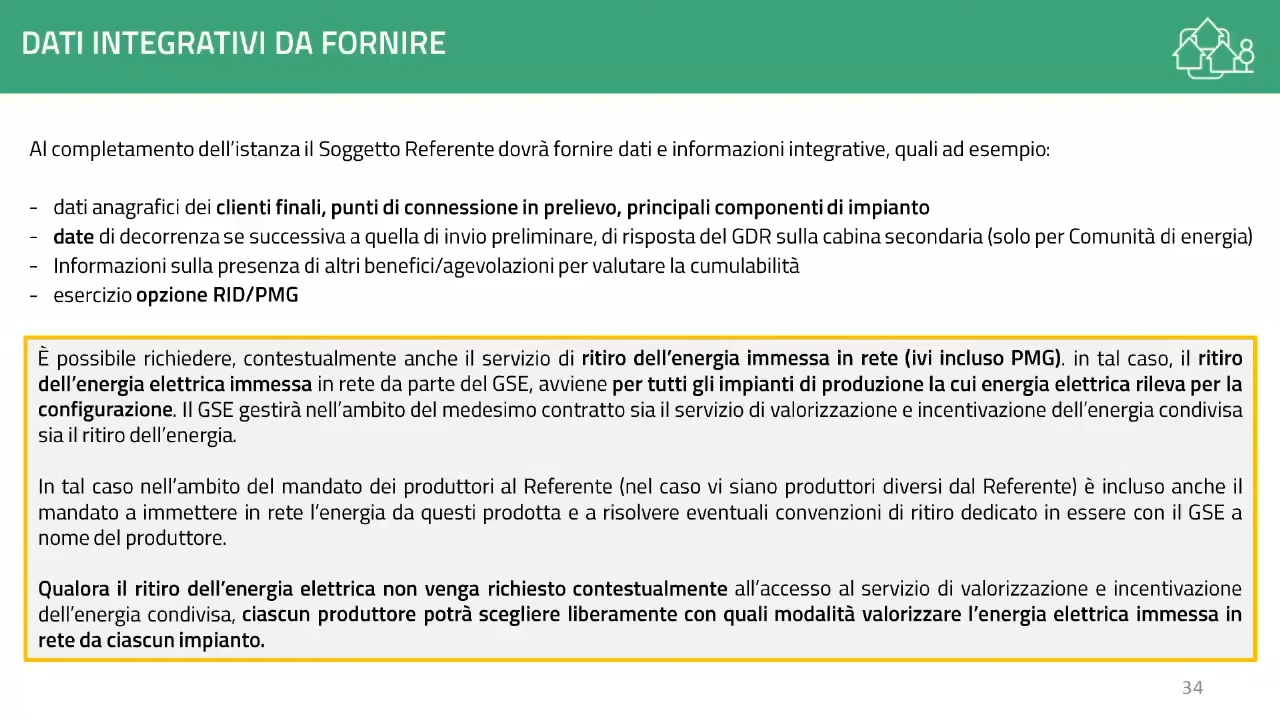 DATI INTEGRATIVI DA FORNIRE
Al completamento dell'istanza il Soggetto Referente dovrà fornire dati e informazioni integrative, quali ad esempio:
- dati anagrafici dei clienti finali, punti di connessione in prelievo, principali componenti di impianto
- date di decorrenza se successiva a quella di invio preliminare, di risposta del GDR sulla cabina secondaria (solo per Comunità di energia)
- Informazioni sulla presenza di altri benefici/agevolazioni per valutare la cumulabilità
- esercizio opzione RID/PMG
È possibile richiedere, contestualmente anche il servizio di ritiro dell'energia immessa in rete (ivi incluso PMG). in tal caso, il ritiro
dell'energia elettrica immessa in rete da parte del GSE, avviene per tutti gli impianti di produzione la cui energia elettrica rileva per la
configurazione. Il GSE gestirà nell'ambito del medesimo contratto sia il servizio di valorizzazione e incentivazione dell'energia condivisa
sia il ritiro dell'energia.
In tal caso nell'ambito del mandato dei produttori al Referente (nel caso vi siano produttori diversi dal Referente) è incluso anche il
mandato a immettere in rete l'energia da questi prodotta e a risolvere eventuali convenzioni di ritiro dedicato in essere con il GSE a
nome del produttore.
Qualora il ritiro dell'energia elettrica non venga richiesto contestualmente all'accesso al servizio di valorizzazione e incentivazione
dell'energia condivisa, ciascun produttore potrà scegliere liberamente con quali modalità valorizzare l'energia elettrica immessa in
rete da ciascun impianto.
34